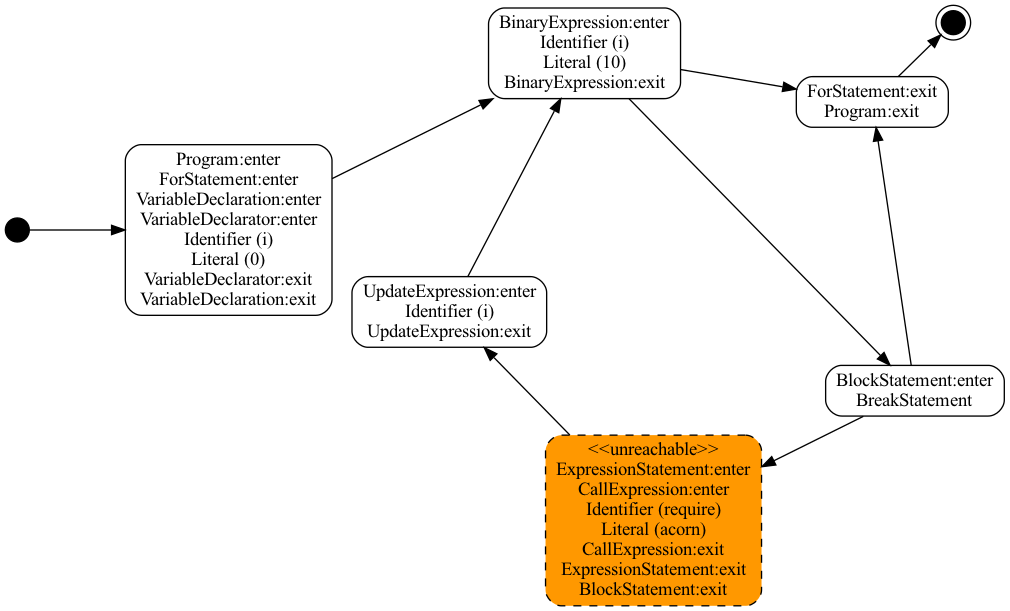 BinaryExpression:enter
Identifier (i)
Literal (10)
BinaryExpression:exit
ForStatement:exit
Program:exit
Program:enter
ForStatement:enter
VariableDeclaration:enter
VariableDeclarator:enter
Identifier (i)
Literal (0)
VariableDeclarator:exit
VariableDeclaration:exit
UpdateExpression:enter
Identifier (i)
UpdateExpression:exit
BlockStatement:enter
BreakStatement
<<unreachable>>
ExpressionStatement:enter
CallExpression:enter
Identifier (require)
Literal (acorn)
CallExpression:exit
ExpressionStatement:exit
BlockStatement:exit